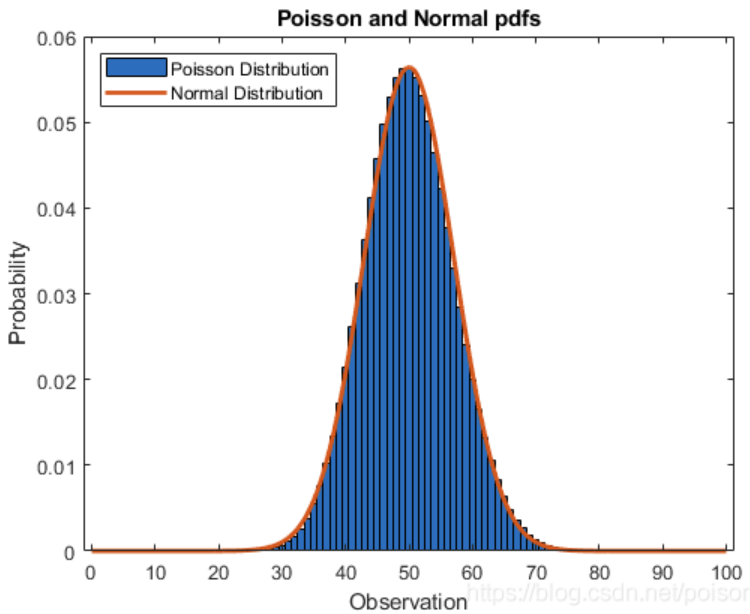 Poisson and Normal pdfs
Poisson Distribution
Normal Distribution
0.06
0.05
0.04
0.03
0.02
0.01
0
Probability
0 10 20 30 40 50 60 70 80 90 100
Observation
https://blog.csdn.net/poison